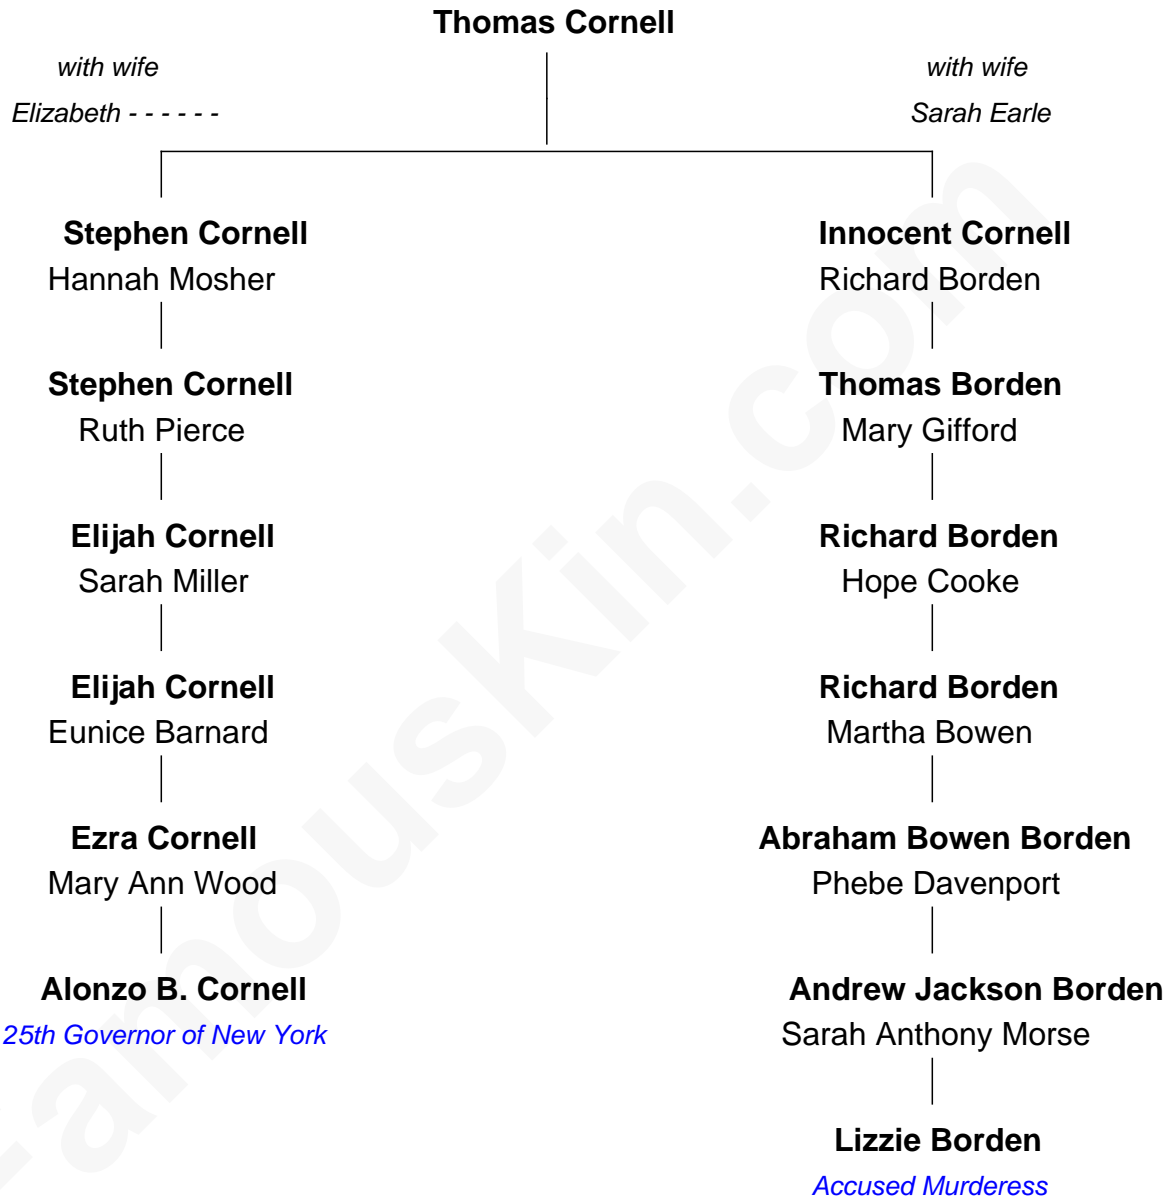 Thomas Cornell
with wife
Elizabeth - - - - - -
with wife
Sarah Earle
Stephen Cornell
Hannah Mosher
Stephen Cornell
Ruth Pierce
Elijah Cornell
Sarah Miller
Elijah Cornell
Eunice Barnard
Ezra Cornell
Mary Ann Wood
Alonzo B. Cornell
25th Governor of New York
Innocent Cornell
Richard Borden
Thomas Borden
Mary Gifford
Richard Borden
Hope Cooke
Richard Borden
Martha Bowen
Abraham Bowen Borden
Phebe Davenport
Andrew Jackson Borden
Sarah Anthony Morse
Lizzie Borden
Accused Murderess
FamousKin.com